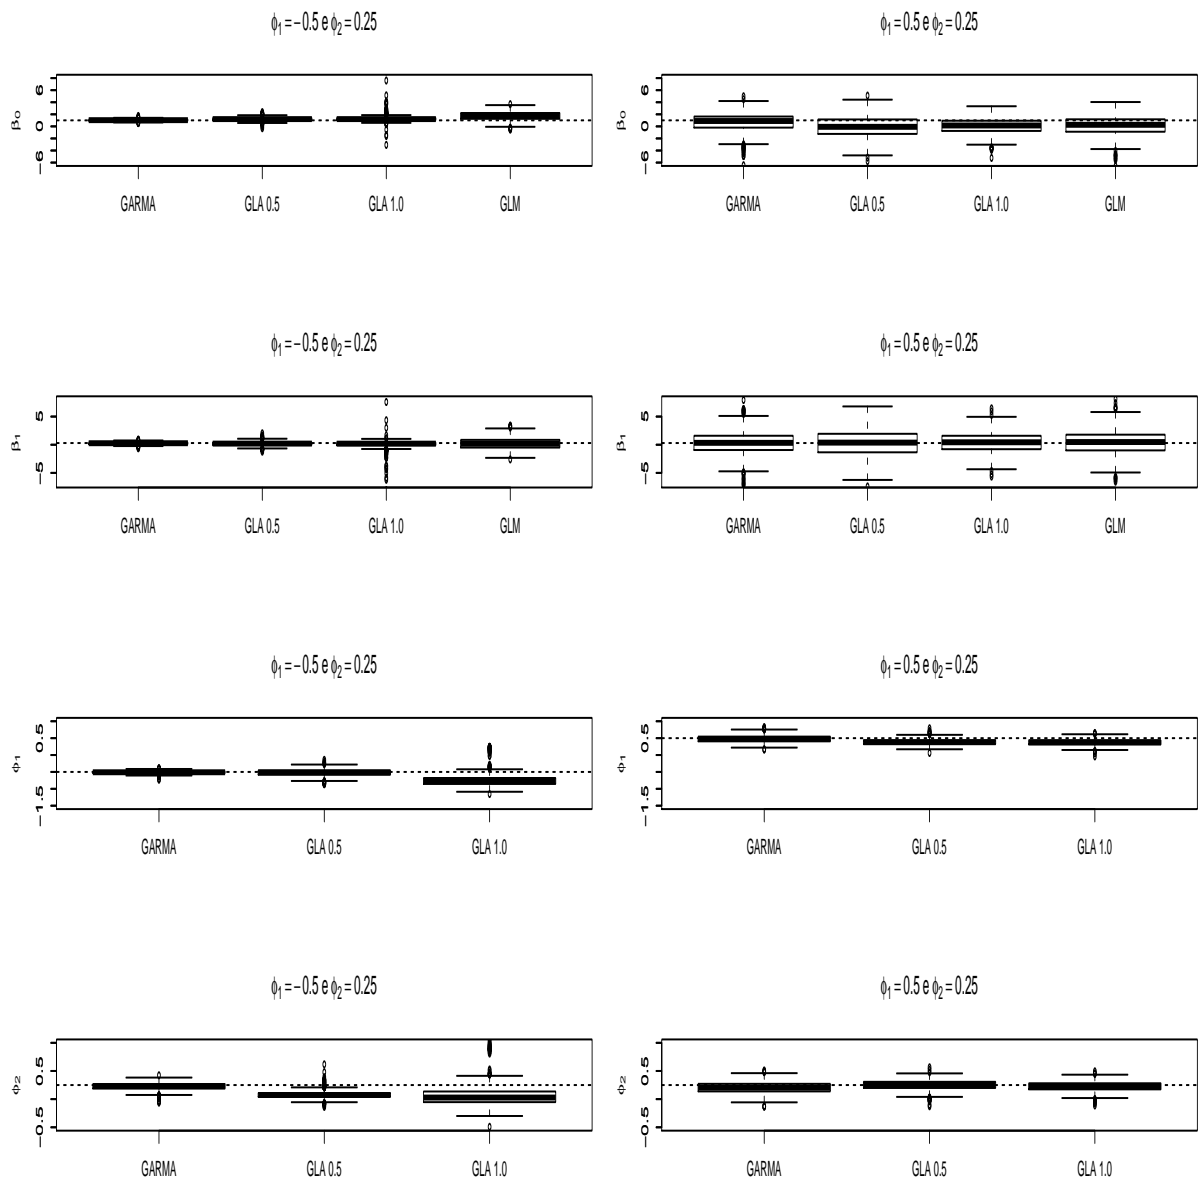 ϕ1 = −0.5 e ϕ2 = 0.25
β0
6
0
−6
GARMA GLA 0.5 GLA 1.0 GLM
ϕ1 = 0.5 e ϕ2 = 0.25
β0
6
0
−6
GARMA GLA 0.5 GLA 1.0 GLM
ϕ1 = −0.5 e ϕ2 = 0.25
β1
5
−5
GARMA GLA 0.5 GLA 1.0 GLM
ϕ1 = 0.5 e ϕ2 = 0.25
β1
5
−5
GARMA GLA 0.5 GLA 1.0 GLM
ϕ1 = −0.5 e ϕ2 = 0.25
ϕ1
0.5
−1.5
GARMA GLA 0.5 GLA 1.0
ϕ1 = 0.5 e ϕ2 = 0.25
ϕ1
0.5
−1.5
GARMA GLA 0.5 GLA 1.0
ϕ1 = −0.5 e ϕ2 = 0.25
ϕ2
0.5
−0.5
GARMA GLA 0.5 GLA 1.0
ϕ1 = 0.5 e ϕ2 = 0.25
ϕ2
0.5
−0.5
GARMA GLA 0.5 GLA 1.0